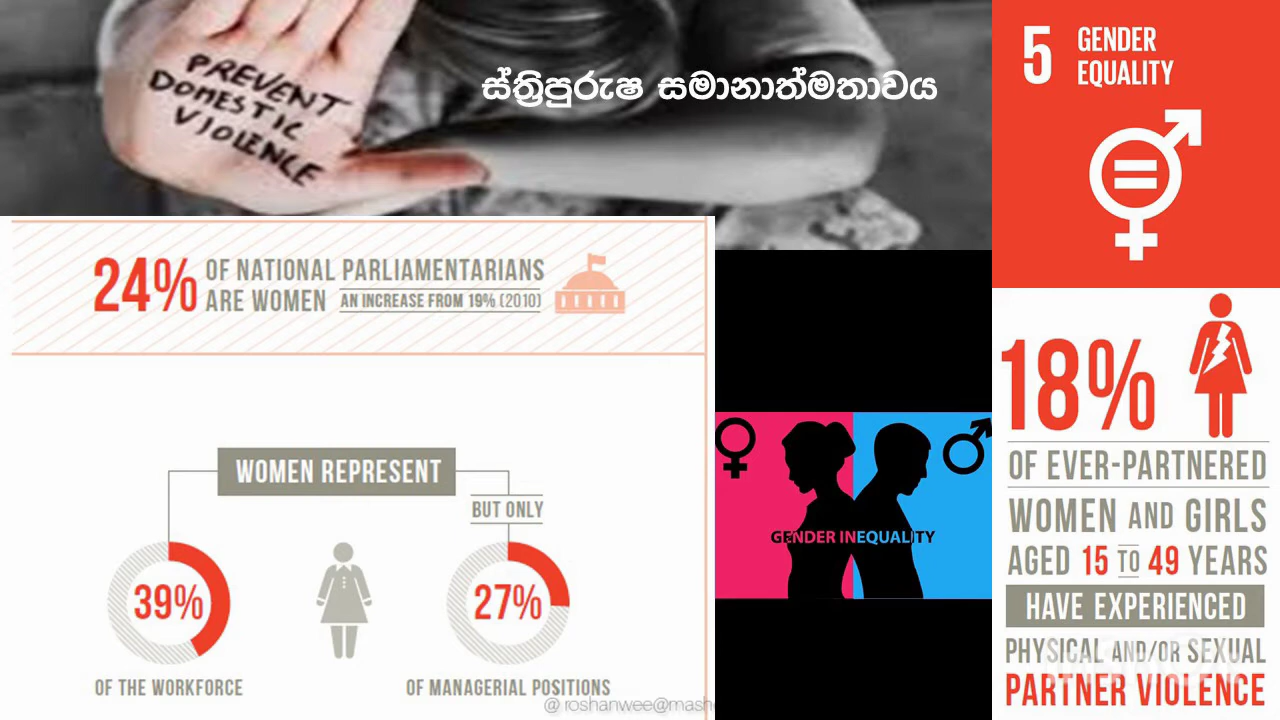 PREVENT
DOMESTIC
VIOLENCE
ස්ත්‍රිපුරුෂ සමානාත්මතාවය
5 GENDER
EQUALITY
24% OF NATIONAL PARLIAMENTARIANS
ARE WOMEN AN INCREASE FROM 19% (2010)
WOMEN REPRESENT
BUT ONLY
39%
27%
OF THE WORKFORCE
OF MANAGERIAL POSITIONS
GENDER INEQUALITY
18%
OF EVER-PARTNERED
WOMEN AND GIRLS
AGED 15 TO 49 YEARS
HAVE EXPERIENCED
PHYSICAL AND/OR SEXUAL
PARTNER VIOLENCE